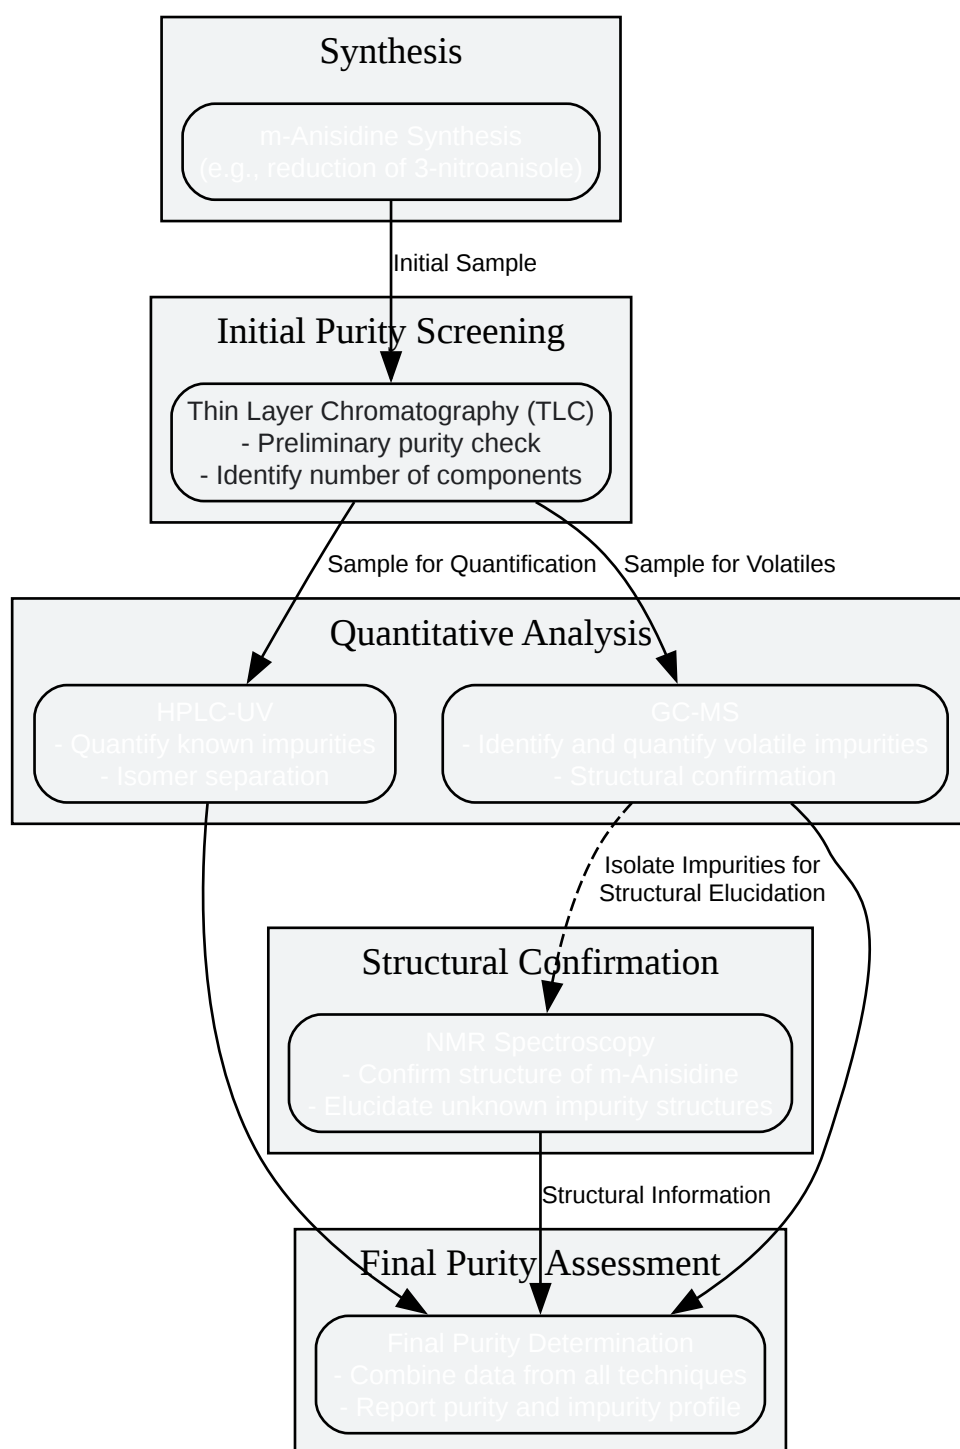 Synthesis
m-Anisidine Synthesis
(e.g., reduction of 3-nitroanisole)
Initial Sample
Initial Purity Screening
Thin Layer Chromatography (TLC)
- Preliminary purity check
- Identify number of components
Sample for Quantification
Sample for Volatiles
Quantitative Analysis
HPLC-UV
- Quantify known impurities
- Isomer separation
GC-MS
- Identify and quantify volatile impurities
- Structural confirmation
Isolate Impurities for
Structural Elucidation
Structural Confirmation
NMR Spectroscopy
- Confirm structure of m-Anisidine
- Elucidate unknown impurity structures
Structural Information
Final Purity Assessment
Final Purity Determination
- Combine data from all techniques
- Report purity and impurity profile